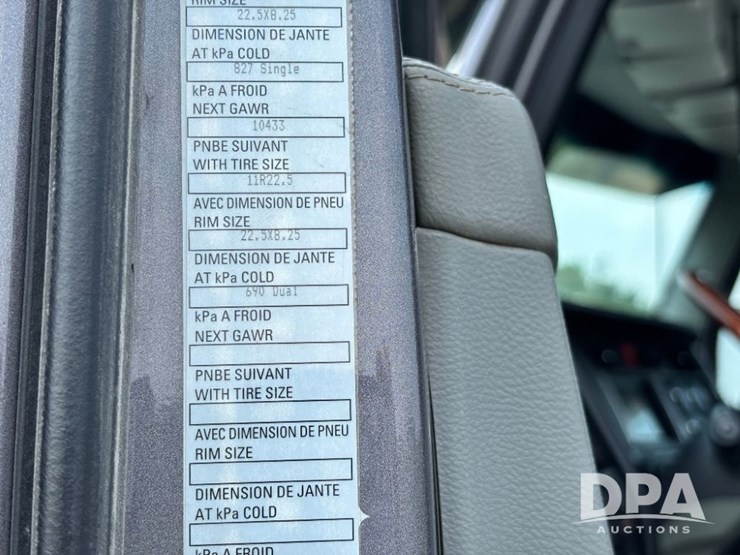 RIM SIZE
22.5X8.25
DIMENSION DE JANTE
AT kPa COLD
827 Single
kPa A FROID
NEXT GAWR
10433
PNBE SUIVANT
WITH TIRE SIZE
11R22.5
AVEC DIMENSION DE PNEU
RIM SIZE
22.5X8.25
DIMENSION DE JANTE
AT kPa COLD
690 Dual
kPa A FROID
NEXT GAWR
PNBE SUIVANT
WITH TIRE SIZE
AVEC DIMENSION DE PNEU
RIM SIZE
DIMENSION DE JANTE
AT kPa COLD
kPa A FROID
DPA
AUCTIONS